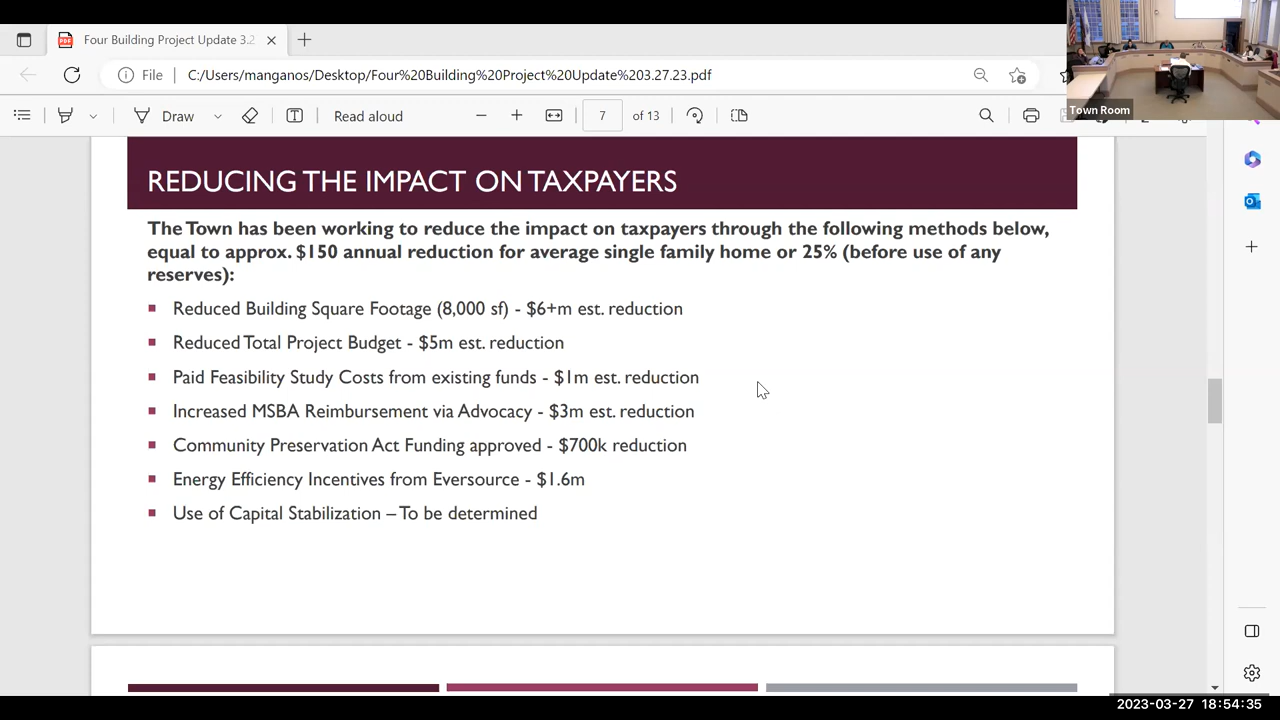 Four Building Project Update 3.2
File
C:/Users/manganos/Desktop/Four%20Building%20Project%20Update%203.27.23.pdf
Draw
Read aloud
7
of 13
Town Room
REDUCING THE IMPACT ON TAXPAYERS
The Town has been working to reduce the impact on taxpayers through the following methods below,
equal to approx. $150 annual reduction for average single family home or 25% (before use of any
reserves):
Reduced Building Square Footage (8,000 sf) - $6+m est. reduction
Reduced Total Project Budget - $5m est. reduction
Paid Feasibility Study Costs from existing funds - $1m est. reduction
Increased MSBA Reimbursement via Advocacy - $3m est. reduction
Community Preservation Act Funding approved - $700k reduction
Energy Efficiency Incentives from Eversource - $1.6m
Use of Capital Stabilization – To be determined
2023-03-27 18:54:35